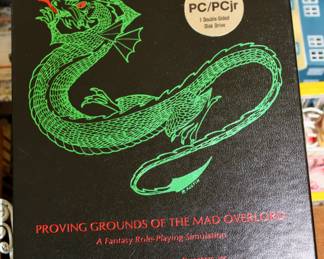 PC/PCjr
1 Double-Sided
Disk Drive
PROVING GROUNDS OF THE MAD OVERLORD
A Fantasy Role-Playing Simulation